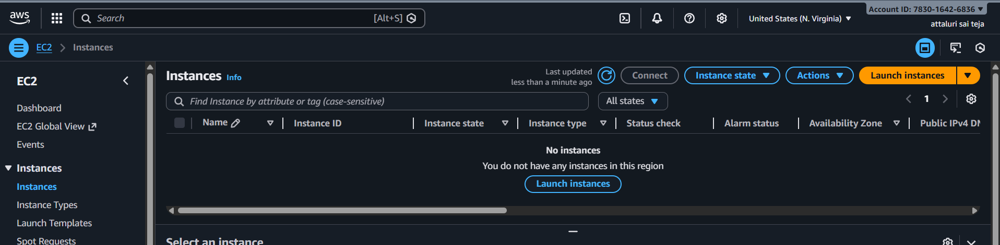 aws
Search [Alt+S]
United States (N. Virginia)
Account ID: 7830-1642-6836
attaluri sai teja
EC2 Instances
EC2
Dashboard
EC2 Global View
Events
Instances
Instances
Instance Types
Launch Templates
Spot Requests
Instances Info
Last updated
less than a minute ago
Connect
Instance state
Actions
Launch instances
Find Instance by attribute or tag (case-sensitive)
All states
1
Name Instance ID Instance state Instance type Status check Alarm status Availability Zone Public IPv4
No instances
You do not have any instances in this region
Launch instances
Select an instance